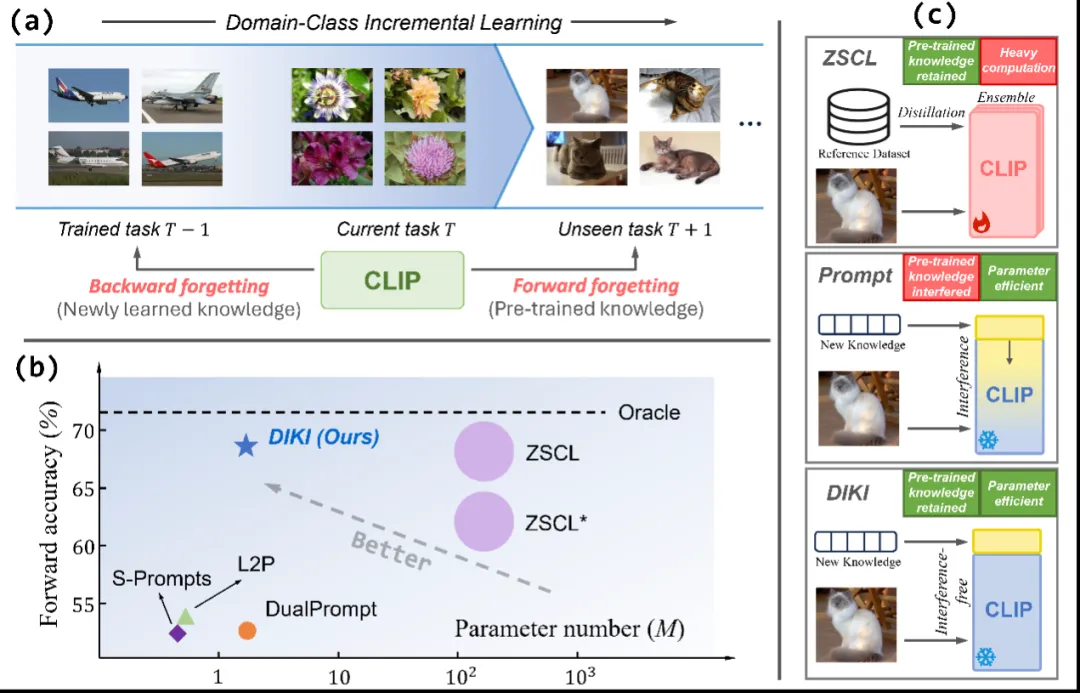 (a)
Domain-Class Incremental Learning
...
Trained task T − 1
Current task T
Unseen task T + 1
Backward forgetting
(Newly learned knowledge)
CLIP
Forward forgetting
(Pre-trained knowledge)
(b)
Forward accuracy (%)
70
65
60
55
Oracle
DIKI (Ours)
ZSCL
ZSCL*
Better
S-Prompts
L2P
DualPrompt
Parameter number (M)
1
10
10²
10³
(c)
ZSCL
Pre-trained
knowledge
retained
Heavy
computation
Ensemble
Distillation
Reference Dataset
CLIP
Prompt
Pre-trained
knowledge
interfered
Parameter
efficient
New Knowledge
Interference
CLIP
DIKI
Pre-trained
knowledge
retained
Parameter
efficient
New Knowledge
Interference-
free
CLIP